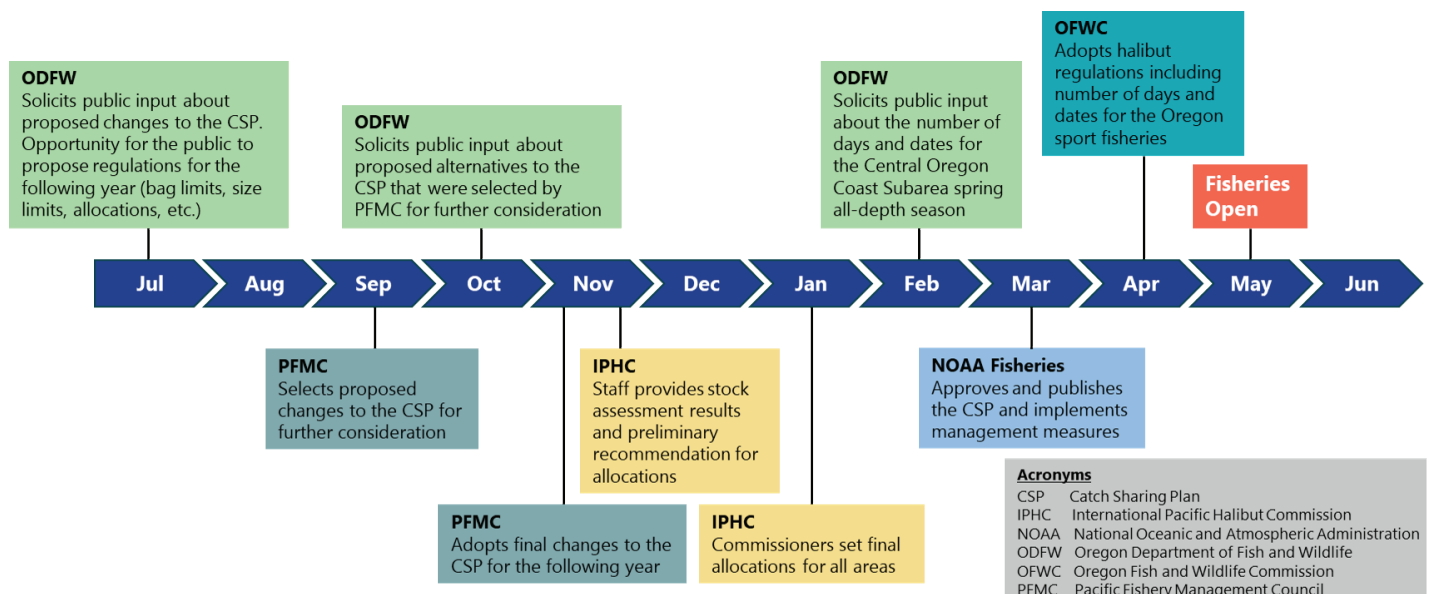 ODFW
Solicits public input about
proposed changes to the CSP.
Opportunity for the public to
propose regulations for the
following year (bag limits, size
limits, allocations, etc.)
ODFW
Solicits public input about
proposed alternatives to the
CSP that were selected by
PFMC for further consideration
ODFW
Solicits public input
about the number of
days and dates for
the Central Oregon
Coast Subarea spring
all-depth season
OFWC
Adopts halibut
regulations including
number of days and
dates for the Oregon
sport fisheries
Fisheries
Open
Jul Aug Sep Oct Nov Dec Jan Feb Mar Apr May Jun
PFMC
Selects proposed
changes to the CSP for
further consideration
PFMC
Adopts final changes to the
CSP for the following year
IPHC
Staff provides stock
assessment results
and preliminary
recommendation for
allocations
IPHC
Commissioners set final
allocations for all areas
NOAA Fisheries
Approves and publishes
the CSP and implements
management measures
Acronyms
CSP Catch Sharing Plan
IPHC International Pacific Halibut Commission
NOAA National Oceanic and Atmospheric Administration
ODFW Oregon Department of Fish and Wildlife
OFWC Oregon Fish and Wildlife Commission
PFMC Pacific Fishery Management Council